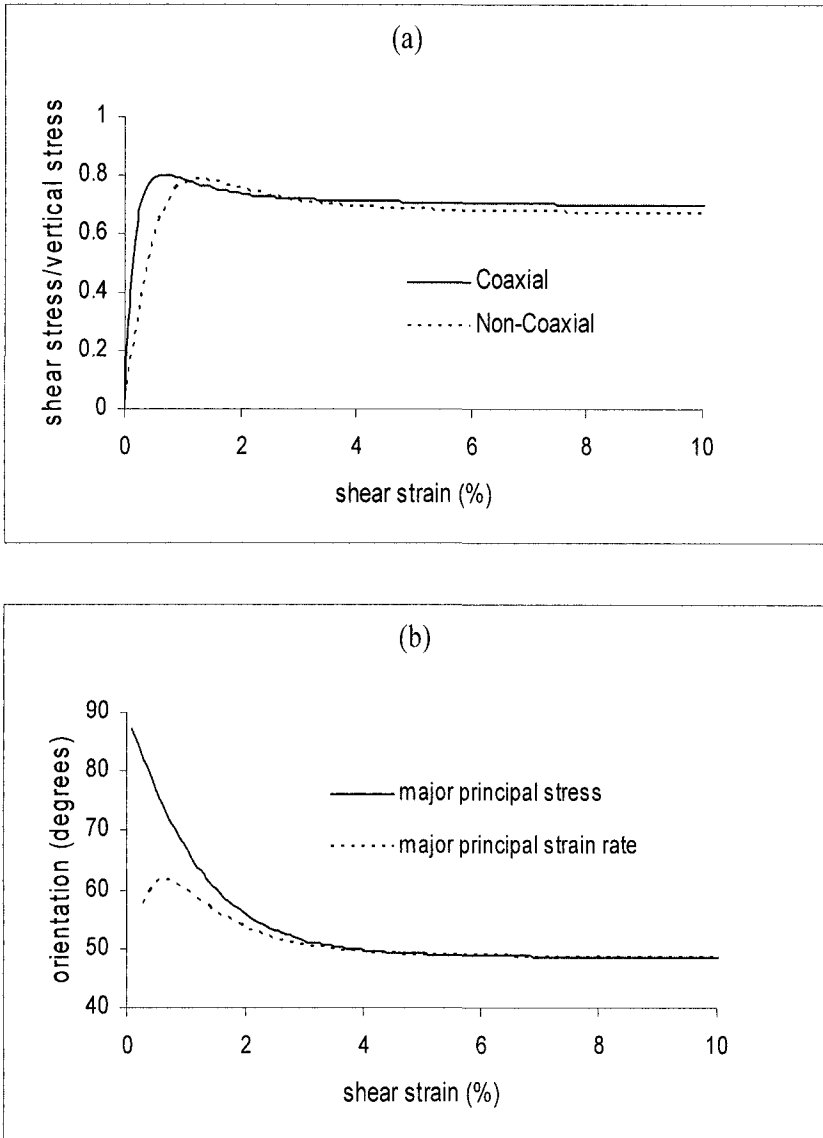 (a)
shear stress/vertical stress
1
0.8
0.6
0.4
0.2
0
Coaxial
Non-Coaxial
0 2 4 6 8 10
shear strain (%)
(b)
orientation (degrees)
90
80
70
60
50
40
major principal stress
major principal strain rate
0 2 4 6 8 10
shear strain (%)